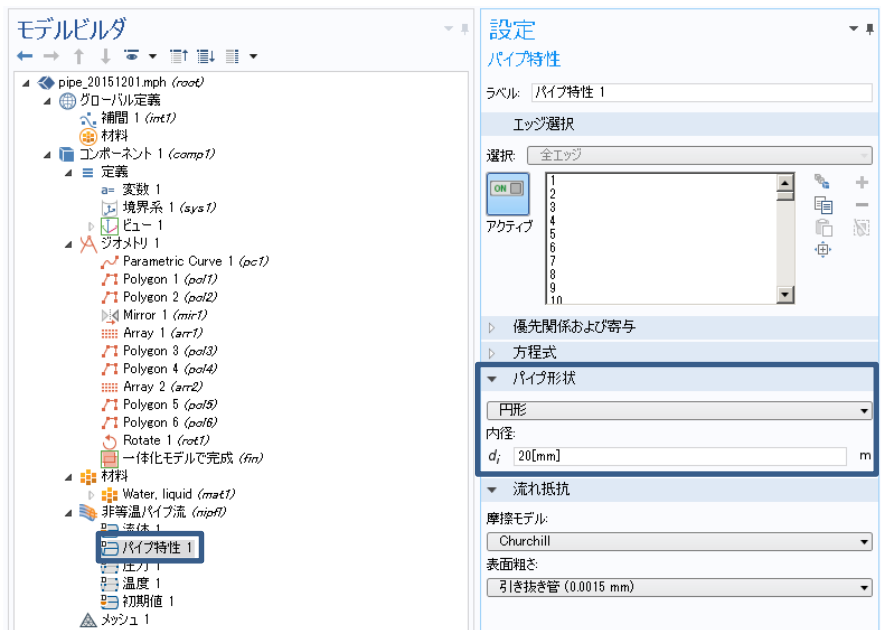 モデルビルダ
pipe_20151201.mph (root)
グローバル定義
補間 1 (int1)
材料
コンポーネント 1 (comp1)
定義
a= 変数 1
境界系 1 (sys1)
ビュー 1
ジオメトリ 1
Parametric Curve 1 (pc1)
Polygon 1 (pol1)
Polygon 2 (pol2)
Mirror 1 (mir1)
Array 1 (arr1)
Polygon 3 (pol3)
Polygon 4 (pol4)
Array 2 (arr2)
Polygon 5 (pol5)
Polygon 6 (pol6)
Rotate 1 (rot1)
一体化モデルで完成 (fin)
材料
Water, liquid (mat1)
非等温パイプ流 (nipfl)
流体 1
パイプ特性 1
圧力 1
温度 1
初期値 1
メッシュ 1
設定
パイプ特性
ラベル: パイプ特性 1
エッジ選択
選択: 全エッジ
ON
アクティブ
1
2
3
4
5
6
7
8
9
10
優先関係および寄与
方程式
パイプ形状
円形
内径:
di 20[mm] m
流れ抵抗
摩擦モデル:
Churchill
表面粗さ:
引き抜き管 (0.0015 mm)